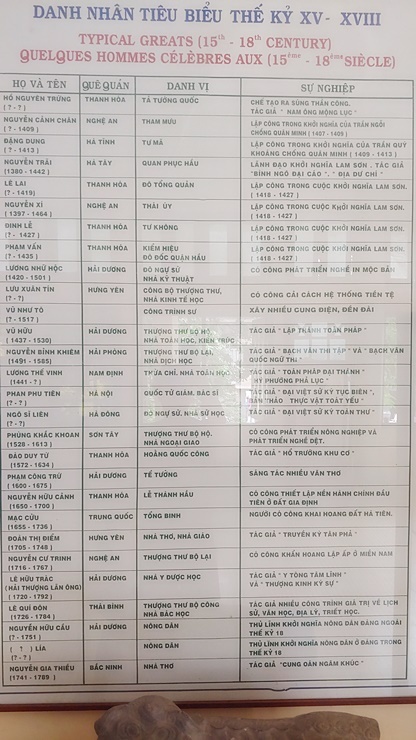 DANH NHÂN TIÊU BIỂU THẾ KỶ XV- XVIII
TYPICAL GREATS (15th - 18th CENTURY)
QUELQUES HOMMES CÉLÈBRES AUX (15ème - 18ème SIÈCLE)
HỌ VÀ TÊN QUÊ QUÁN DANH VỊ SỰ NGHIỆP
HỒ NGUYÊN TRỪNG THANH HÓA TẢ TƯỚNG QUỐC CHẾ TẠO RA SÚNG THẦN CÔNG.
( ? - ? ) TÁC GIẢ " NAM ÔNG MỘNG LỤC "
NGUYỄN CẢNH CHÂN NGHỆ AN THAM MƯU LẬP CÔNG TRONG KHỞI NGHĨA CỦA TRẦN NGỖI
( ? - 1409 ) CHỐNG QUÂN MINH ( 1407 - 1409 )
ĐẶNG DUNG HÀ TĨNH TƯ MÃ LẬP CÔNG TRONG KHỞI NGHĨA CỦA TRẦN QUÝ
( ? - 1413 ) KHOÁNG CHỐNG QUÂN MINH ( 1409 - 1413 )
NGUYỄN TRÃI HÀ TÂY QUAN PHỤC HẦU LÃNH ĐẠO KHỞI NGHĨA LAM SƠN . TÁC GIẢ
(1380 - 1442 ) "BÌNH NGÔ ĐẠI CÁO ". " ĐỊA DƯ CHÍ "
LÊ LAI THANH HÓA ĐÔ TỔNG QUẢN LẬP CÔNG TRONG CUỘC KHỞI NGHĨA LAM SƠN.
( ? - 1419) ( 1418 - 1427 )
NGUYỄN XÍ NGHỆ AN THÁI ÚY LẬP CÔNG TRONG CUỘC KHỞI NGHĨA LAM SƠN.
( 1397 - 1464 ) ( 1418 - 1427 )
ĐINH LỄ THANH HÓA TƯ KHÔNG LẬP CÔNG TRONG CUỘC KHỞI NGHĨA LAM SƠN.
( ? - 1427 ) ( 1418 - 1427 )
PHẠM VẤN THANH HÓA KIỂM HIỆU LẬP CÔNG TRONG CUỘC KHỞI NGHĨA LAM SƠN.
( ? - 1435 ) ĐÔ ĐỐC QUẬN HẦU ( 1418 - 1427 )
LƯƠNG NHỮ HỘC HẢI DƯƠNG ĐÔ NGỰ SỬ CÓ CÔNG PHÁT TRIỂN NGHỀ IN MỘC BẢN
(1420 - 1501 ) NHÀ KỸ THUẬT
LƯU XUÂN TÍN HƯNG YÊN CÔNG BỘ THƯỢNG THƯ, CÓ CÔNG CẢI CÁCH HỆ THỐNG TIỀN TỆ
( ? - ?) NHÀ KINH TẾ HỌC
VŨ NHƯ TÔ CÔNG TRÌNH SƯ XÂY NHIỀU CUNG ĐIỆN, ĐỀN ĐÀI
( ? - 1517 )
VŨ HỮU HẢI DƯƠNG THƯỢNG THƯ BỘ HỘ, TÁC GIẢ " LẬP THÀNH TOÁN PHÁP "
( 1437 - 1530) NHÀ TOÁN HỌC, KIẾN TRÚC
NGUYỄN BỈNH KHIÊM HẢI PHÒNG THƯỢNG THƯ BỘ LẠI, TÁC GIẢ " BẠCH VÂN THI TẬP " VÀ " BẠCH VÂN
(1491 - 1585) NHÀ DỊCH HỌC QUỐC NGỮ THI "
LƯƠNG THẾ VINH NAM ĐỊNH THỪA CHỈ, NHÀ TOÁN HỌC TÁC GIẢ " TOÁN PHÁP ĐẠI THÀNH "
(1441 - ? ) " HÝ PHƯỜNG PHẢ LỤC "
PHAN PHU TIÊN HÀ NỘI QUỐC TỬ GIÁM, BÁC SĨ TÁC GIẢ " ĐẠI VIỆT SỬ KÝ TỤC BIÊN ",
( ? - ? ) THỰC VẬT TOÁT YẾU "
NGÔ SĨ LIÊN HÀ ĐÔNG ĐÔ NGỰ SỬ, NHÀ SỬ HỌC TÁC GIẢ " ĐẠI VIỆT SỬ KÝ TOÀN THƯ "
( ? - ? )
PHÙNG KHẮC KHOAN SƠN TÂY THƯỢNG THƯ BỘ HỘ. CÓ CÔNG PHÁT TRIỂN NÔNG NGHIỆP VÀ
(1528 - 1613 ) NHÀ NGOẠI GIAO PHÁT TRIỂN NGHỀ DỆT.
ĐÀO DUY TỪ THANH HÓA HOẰNG QUỐC CÔNG TÁC GIẢ " HỔ TRƯỚNG KHU CƠ "
( 1572 - 1634 )
PHẠM CÔNG TRỨ HẢI DƯƠNG TỂ TƯỚNG SÁNG TÁC NHIỀU VĂN THƠ
( 1600 - 1675 )
NGUYỄN HỮU CẢNH THANH HÓA LỄ THÀNH HẦU CÓ CÔNG THIẾT LẬP NỀN HÀNH CHÍNH ĐẦU
( 1650 - 1700 ) TIÊN Ở ĐẤT GIA ĐỊNH
MẠC CỬU TRUNG QUỐC TỔNG BINH NGƯỜI CÓ CÔNG KHAI HOANG ĐẤT HÀ TIÊN.
( 1655 - 1736 )
ĐOÀN THỊ ĐIỂM HƯNG YÊN NHÀ THƠ, NHÀ GIÁO TÁC GIẢ " TRUYỀN KỲ TÂN PHẢ "
( 1705 - 1748 )
NGUYỄN CƯ TRINH NGHỆ AN THƯỢNG THƯ BỘ LẠI CÓ CÔNG KHẨN HOANG LẬP ẤP Ở MIỀN NAM
( 1716 - 1767 )
LÊ HỮU TRÁC HẢI DƯƠNG NHÀ Y DƯỢC HỌC TÁC GIẢ " Y TÔNG TÂM LĨNH "
(HẢI THƯỢNG LÃN ÔNG) VÀ " THƯỢNG KINH KÝ SỰ "
( 1720 - 1792 )
LÊ QUÍ ĐÔN THÁI BÌNH THƯỢNG THƯ BỘ CÔNG TÁC GIẢ NHIỀU CÔNG TRÌNH GIÁ TRỊ VỀ LỊCH
( 1726 - 1784 ) NHÀ BÁC HỌC SỬ, VĂN HỌC, ĐỊA LÝ, TRIẾT HỌC.
NGUYỄN HỮU CẦU HẢI DƯƠNG NÔNG DÂN THỦ LĨNH KHỞI NGHĨA NÔNG DÂN ĐÀNG NGOÀI
( ? - 1751 ) THẾ KỶ 18
( ? ) LÍA NÔNG DÂN THỦ LĨNH KHỞI NGHĨA NÔNG DÂN Ở ĐÀNG TRONG
( ? - ? ) THẾ KỶ 18
NGUYỄN GIA THIỀU BẮC NINH NHÀ THƠ TÁC GIẢ "CUNG OÁN NGÂM KHÚC "
(1741 - 1789 )